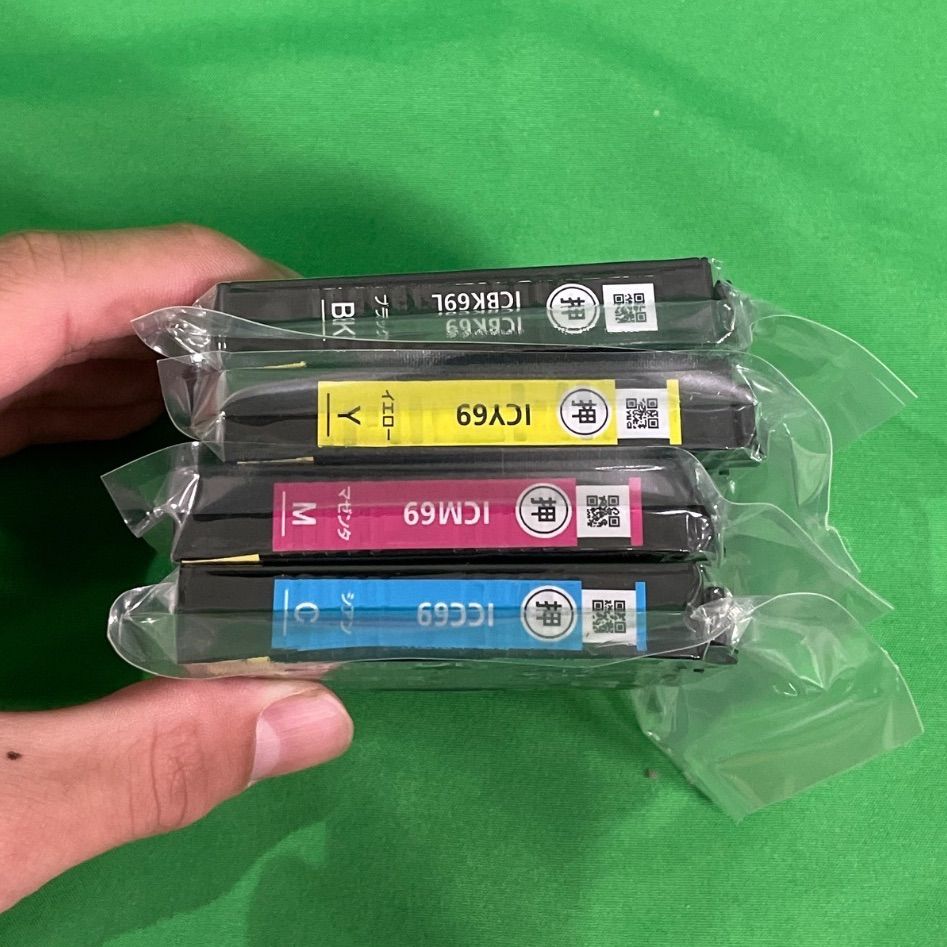 BK
ブラック
ICBK69L
ICBK69
押
Y
イエロー
ICY69
押
M
マゼンタ
ICM69
押
C
シアン
ICC69
押